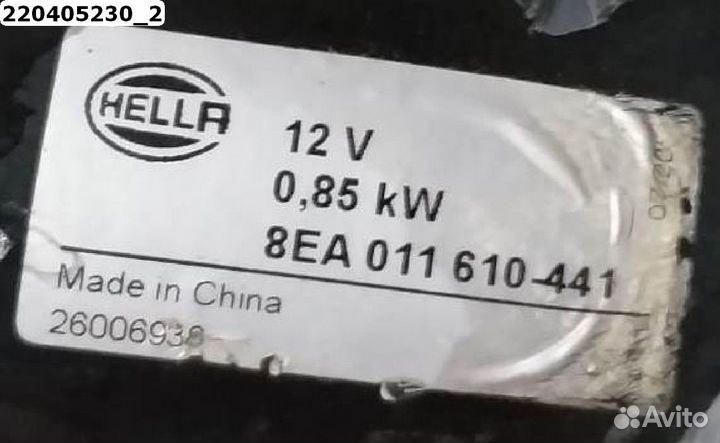 220405230_2
HELLA
12 V
0,85 kW
8EA 011 610-441
Made in China
Avito